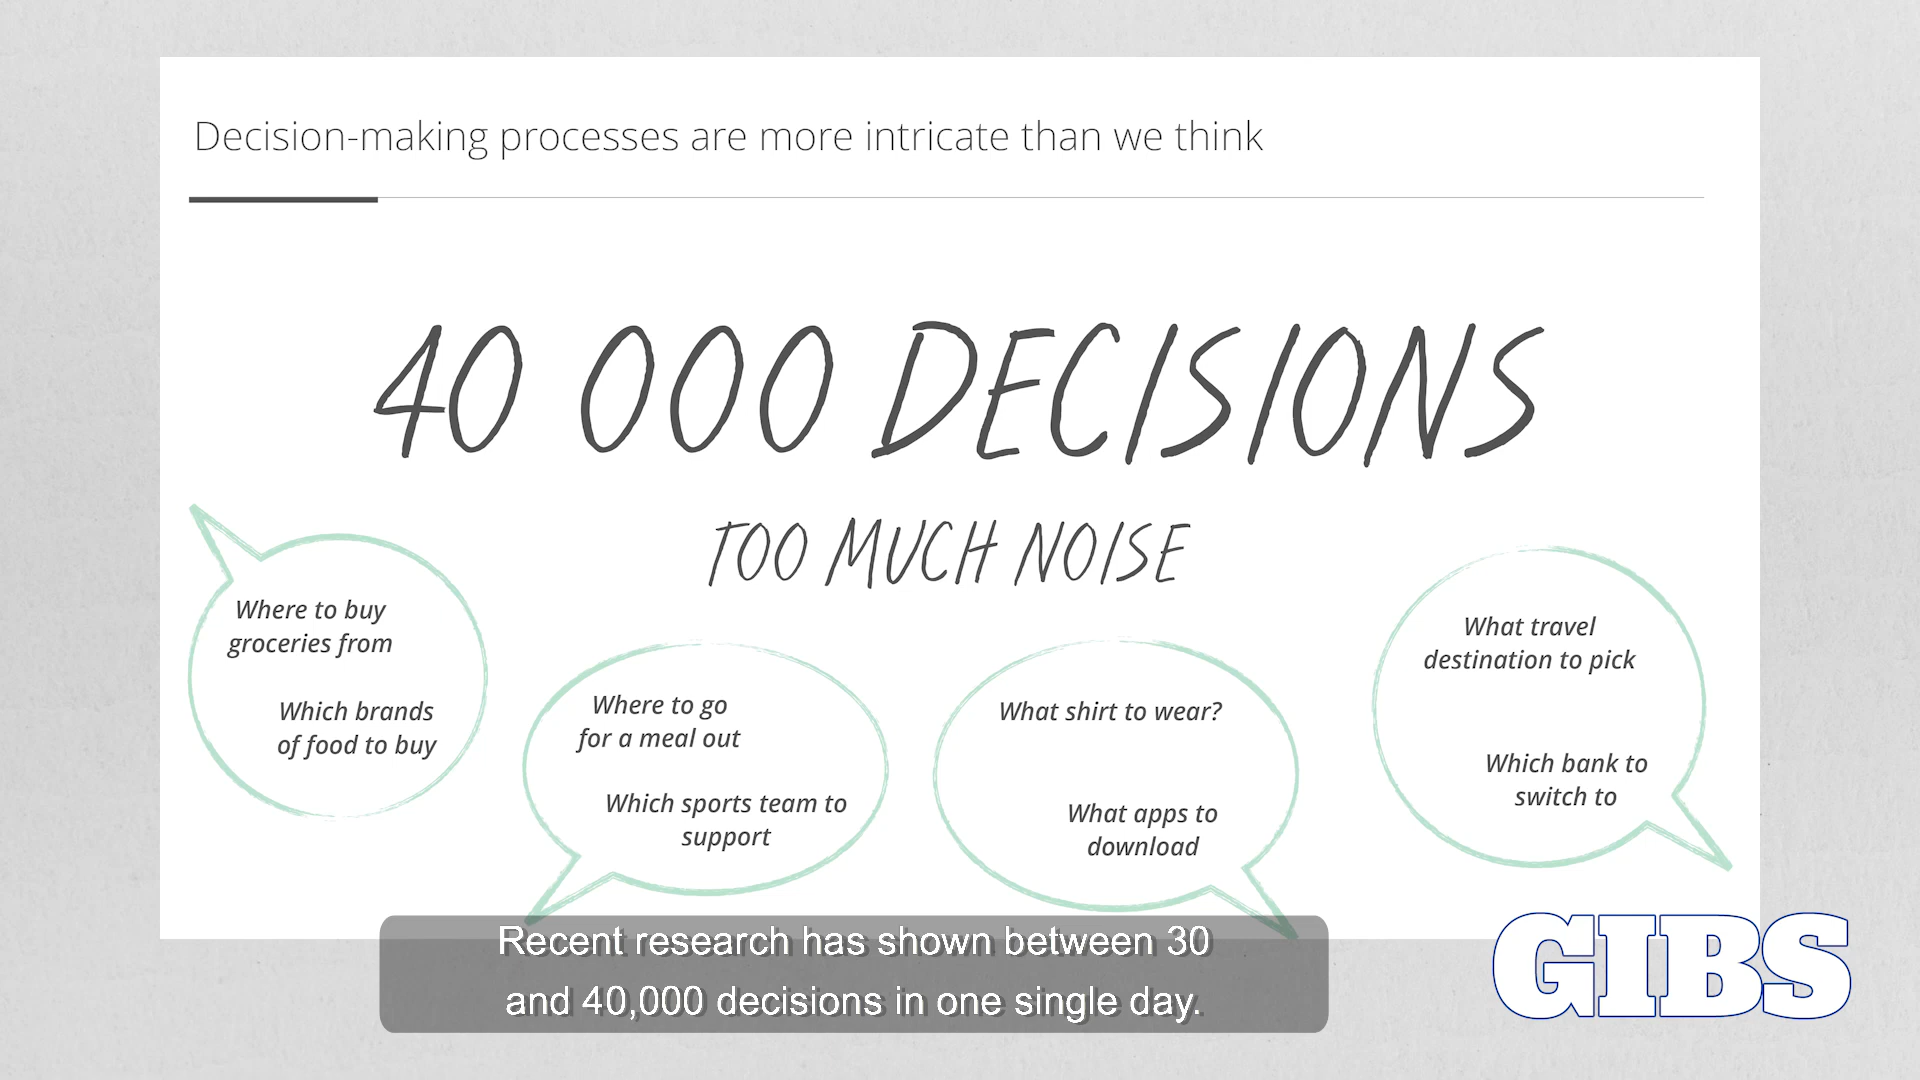 Decision-making processes are more intricate than we think
40 000 DECISIONS
TOO MUCH NOISE
Where to buy
groceries from
Which brands
of food to buy
Where to go
for a meal out
Which sports team to
support
What shirt to wear?
What apps to
download
What travel
destination to pick
Which bank to
switch to
Recent research has shown between 30
and 40,000 decisions in one single day.
GIBS